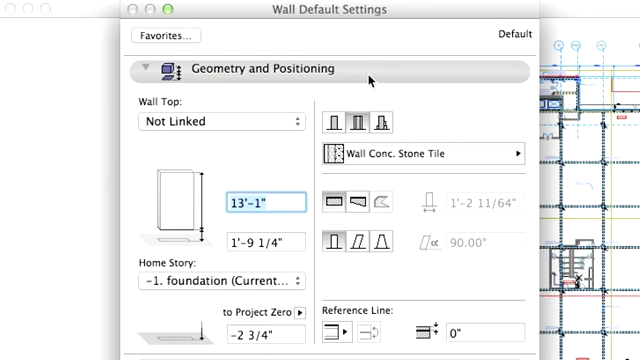 Wall Default Settings
Favorites...
Default
Geometry and Positioning
Wall Top:
Not Linked
Wall Conc. Stone Tile
13'-1"
1'-2 11/64"
1'-9 1/4"
α
90.00°
Home Story:
-1. foundation (Current...
to Project Zero
Reference Line:
-2 3/4"
0"